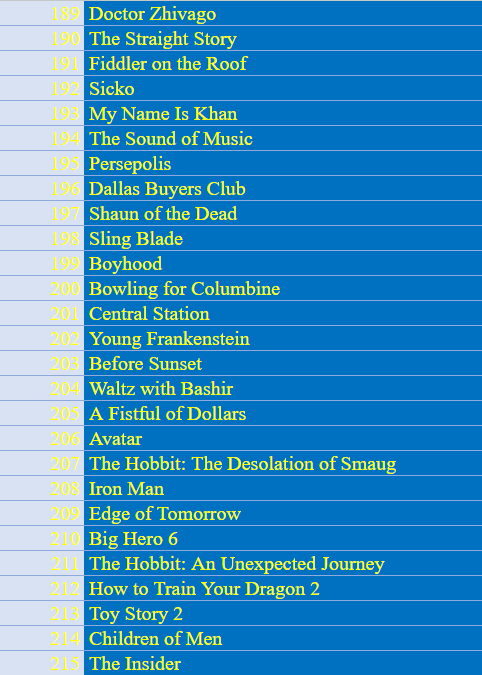 189 Doctor Zhivago
190 The Straight Story
191 Fiddler on the Roof
192 Sicko
193 My Name Is Khan
194 The Sound of Music
195 Persepolis
196 Dallas Buyers Club
197 Shaun of the Dead
198 Sling Blade
199 Boyhood
200 Bowling for Columbine
201 Central Station
202 Young Frankenstein
203 Before Sunset
204 Waltz with Bashir
205 A Fistful of Dollars
206 Avatar
207 The Hobbit: The Desolation of Smaug
208 Iron Man
209 Edge of Tomorrow
210 Big Hero 6
211 The Hobbit: An Unexpected Journey
212 How to Train Your Dragon 2
213 Toy Story 2
214 Children of Men
215 The Insider